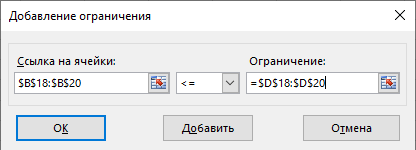 Добавление ограничения
Ссылка на ячейки: Ограничение:
$B$18:$B$20 <= =$D$18:$D$20
ОК Добавить Отмена